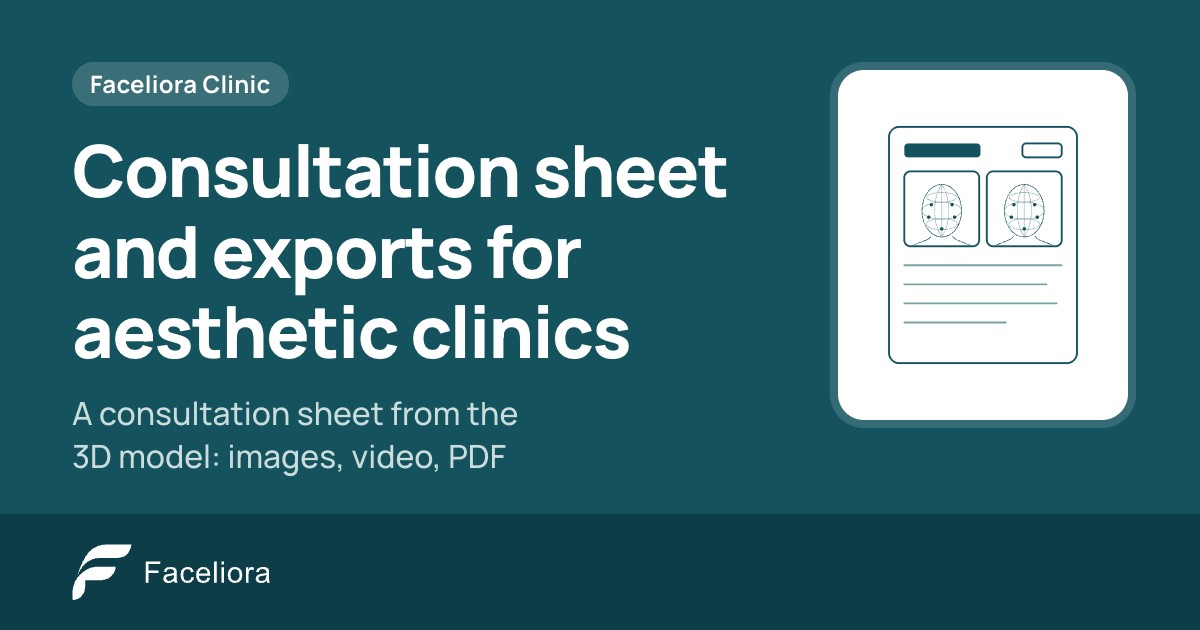 Faceliora Clinic
Consultation sheet
and exports for
aesthetic clinics
A consultation sheet from the
3D model: images, video, PDF
Faceliora